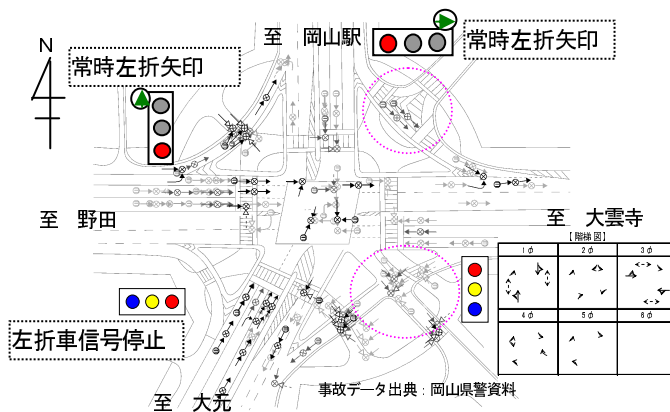 至 岡山駅
常時左折矢印
N
常時左折矢印
至 野田
至 大雲寺
【階梯図】
1φ 2φ 3φ
4φ 5φ 6φ
左折車信号停止
事故データ出典：岡山県警資料
至 大元